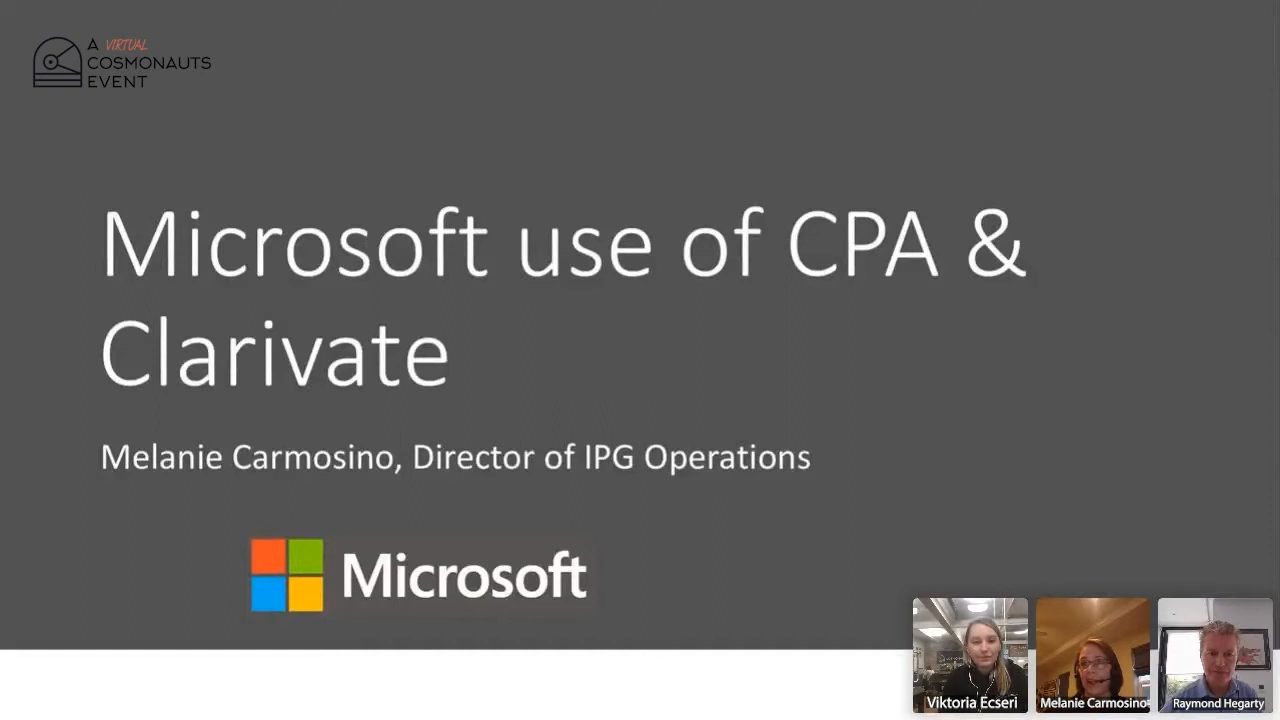 A VIRTUAL
COSMONAUTS
EVENT
Microsoft use of CPA &
Clarivate
Melanie Carmosino, Director of IPG Operations
Microsoft
Viktoria Ecseri
Melanie Carmosino
Raymond Hegarty